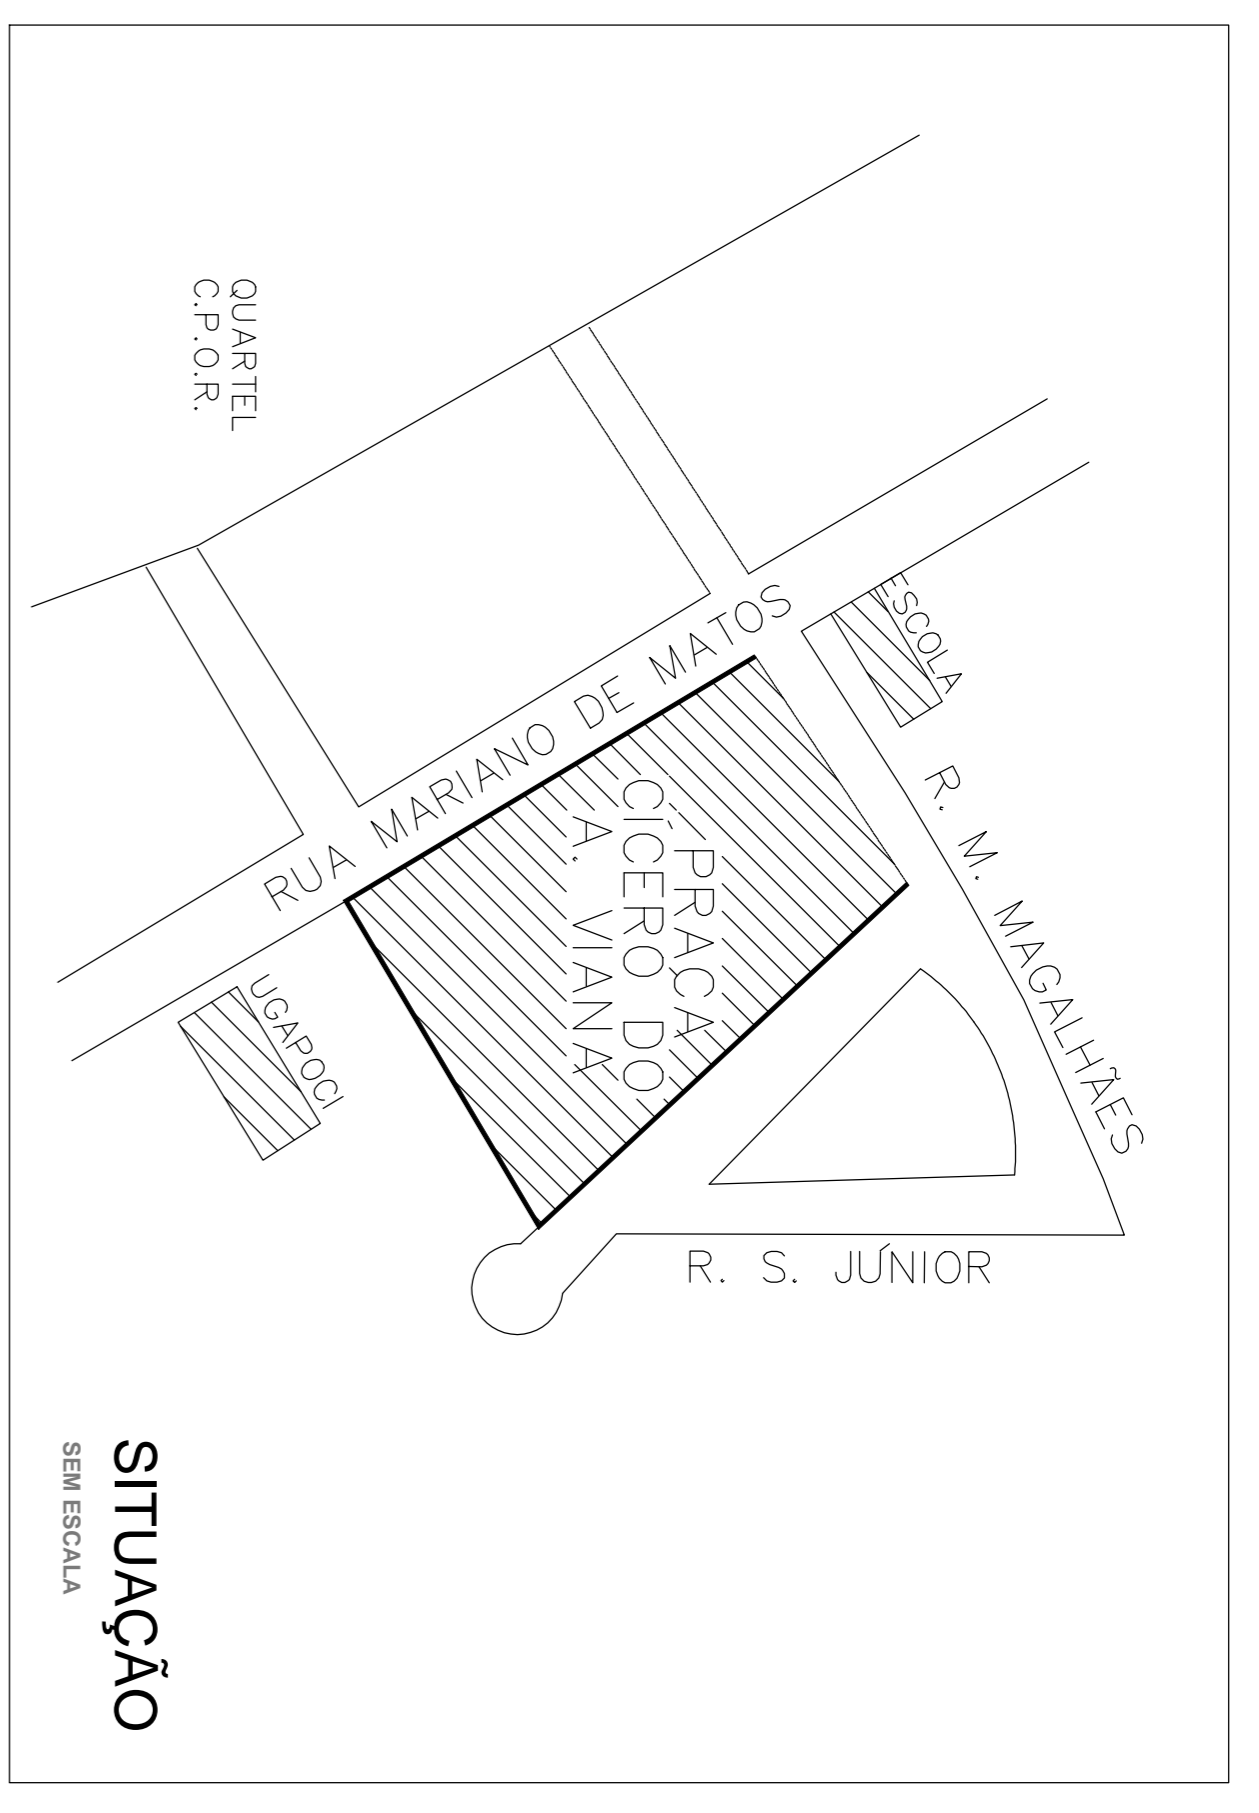 QUARTEL
C.P.O.R.
RUA MARIANO DE MATOS
ESCOLA
R. M. MAGALHÃES
PRAÇA
CÍCERO DO
A. VIANA
UGAPOCI
R. S. JÚNIOR
SITUAÇÃO
SEM ESCALA